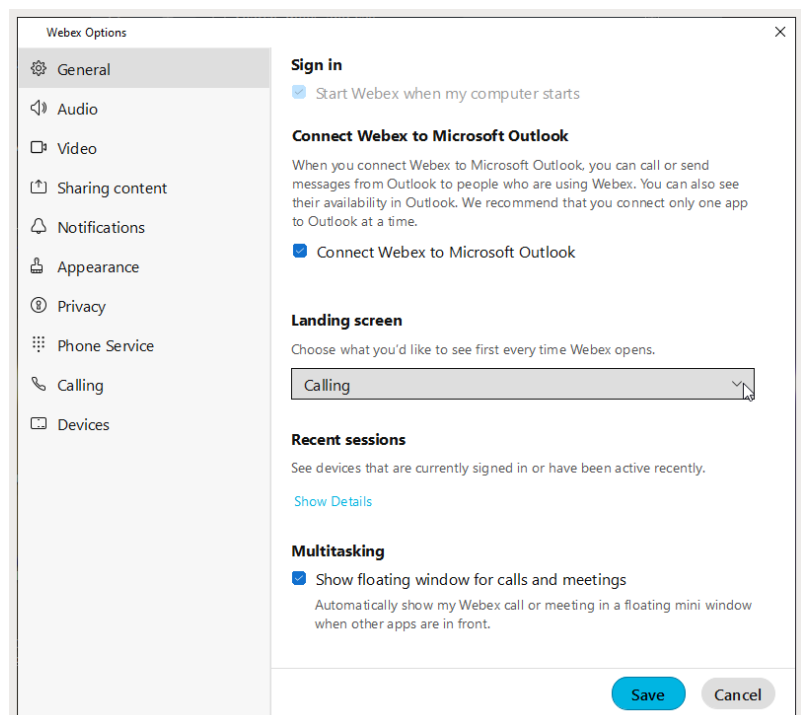 Webex Options
General
Audio
Video
Sharing content
Notifications
Appearance
Privacy
Phone Service
Calling
Devices
Sign in
Start Webex when my computer starts
Connect Webex to Microsoft Outlook
When you connect Webex to Microsoft Outlook, you can call or send
messages from Outlook to people who are using Webex. You can also see
their availability in Outlook. We recommend that you connect only one app
to Outlook at a time.
Connect Webex to Microsoft Outlook
Landing screen
Choose what you'd like to see first every time Webex opens.
Calling
Recent sessions
See devices that are currently signed in or have been active recently.
Show Details
Multitasking
Show floating window for calls and meetings
Automatically show my Webex call or meeting in a floating mini window
when other apps are in front.
Save
Cancel